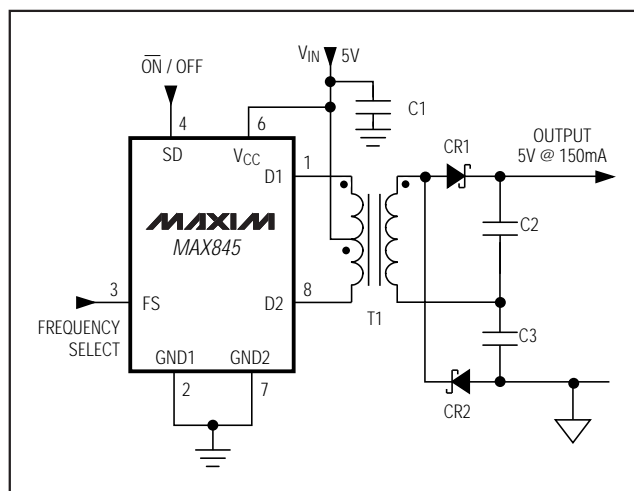 VIN 5V
ON / OFF
C1
4
6
OUTPUT
5V @ 150mA
CR1
SD
VCC
1
D1
MAXIM
MAX845
C2
3
FS
8
D2
T1
FREQUENCY
SELECT
C3
GND1
GND2
2
7
CR2